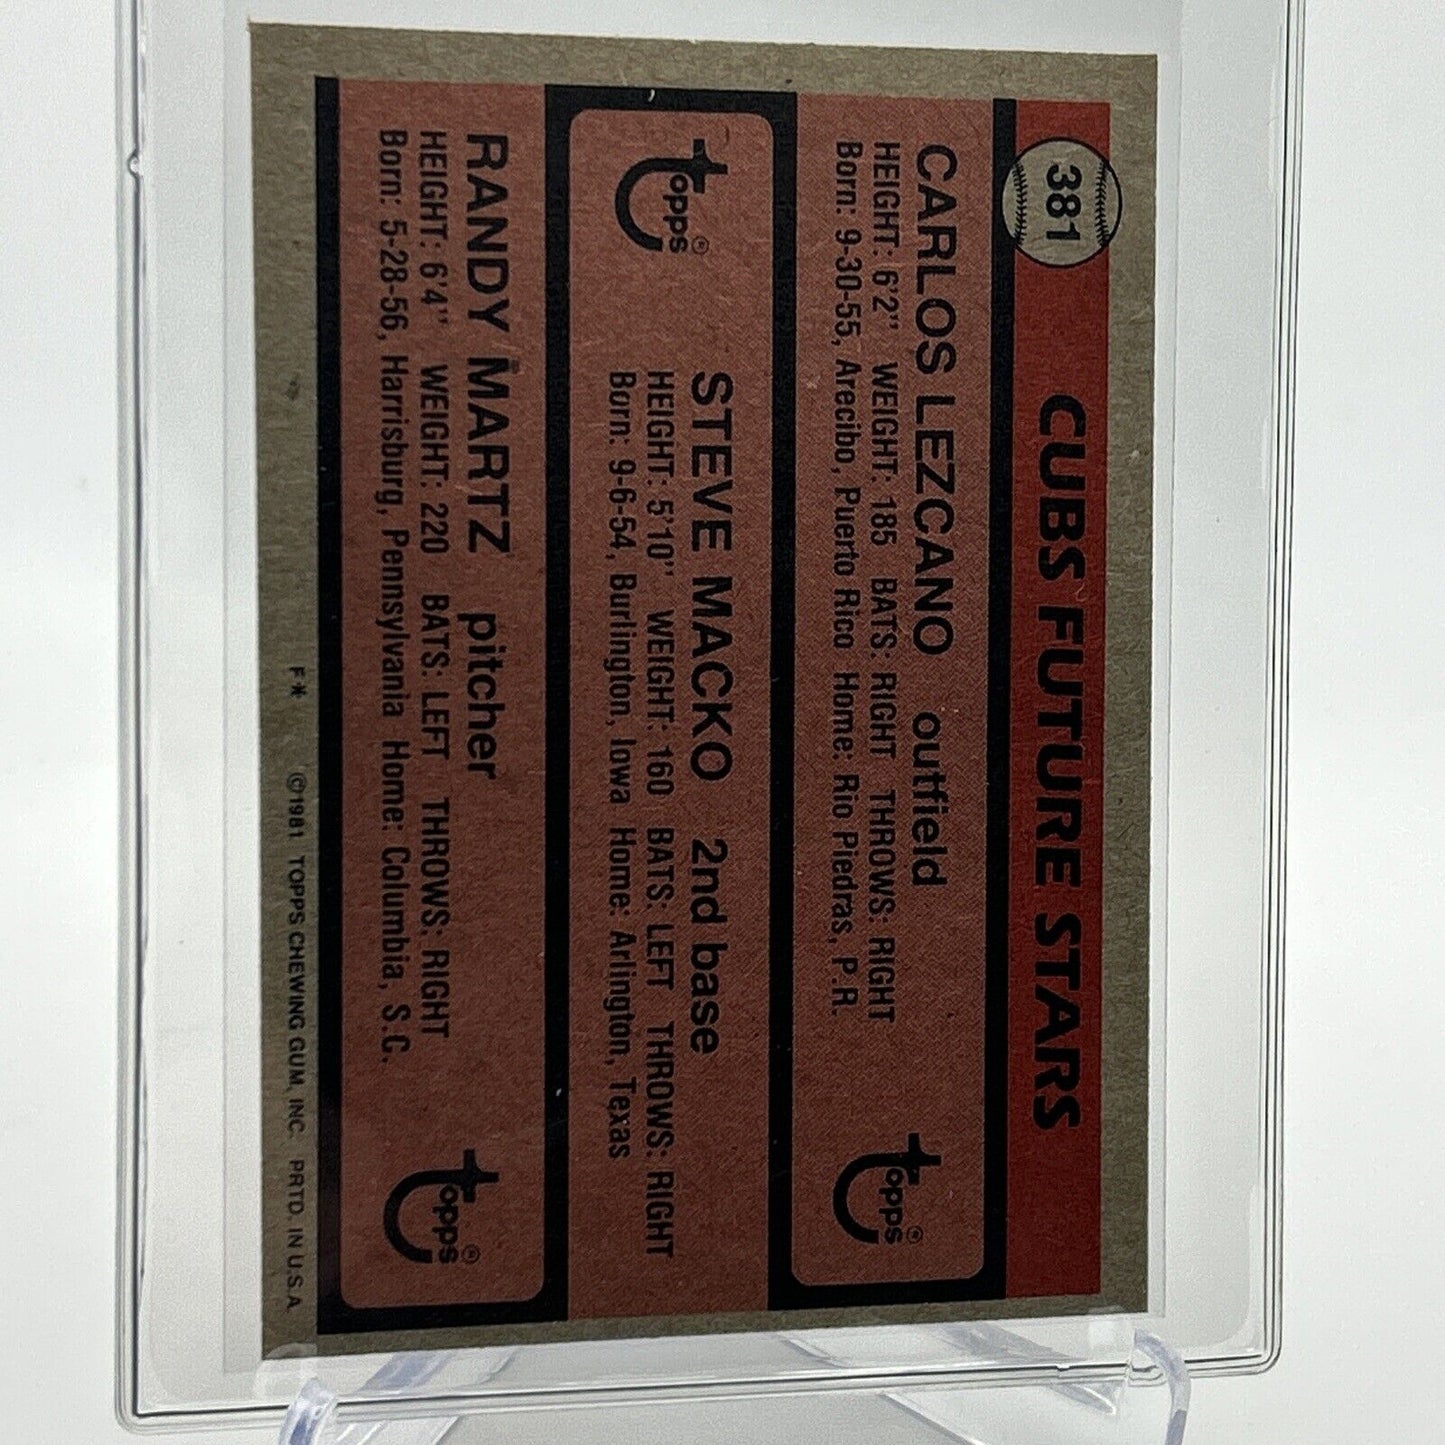 381
CUBS FUTURE STARS
CARLOS LEZCANO outfield
HEIGHT: 6'2" WEIGHT: 185 BATS: RIGHT THROWS: RIGHT
Born: 9-30-55, Arecibo, Puerto Rico Home: Rio Piedras, P.R.
topps®
topps®
STEVE MACKO 2nd base
HEIGHT: 5'10" WEIGHT: 160 BATS: LEFT THROWS: RIGHT
Born: 9-6-54, Burlington, Iowa Home: Arlington, Texas
RANDY MARTZ pitcher
HEIGHT: 6'4" WEIGHT: 220 BATS: LEFT THROWS: RIGHT
Born: 5-28-56, Harrisburg, Pennsylvania Home: Columbia, S.C.
topps®
F* ©1981 TOPPS CHEWING GUM, INC. PRTD. IN U.S.A.